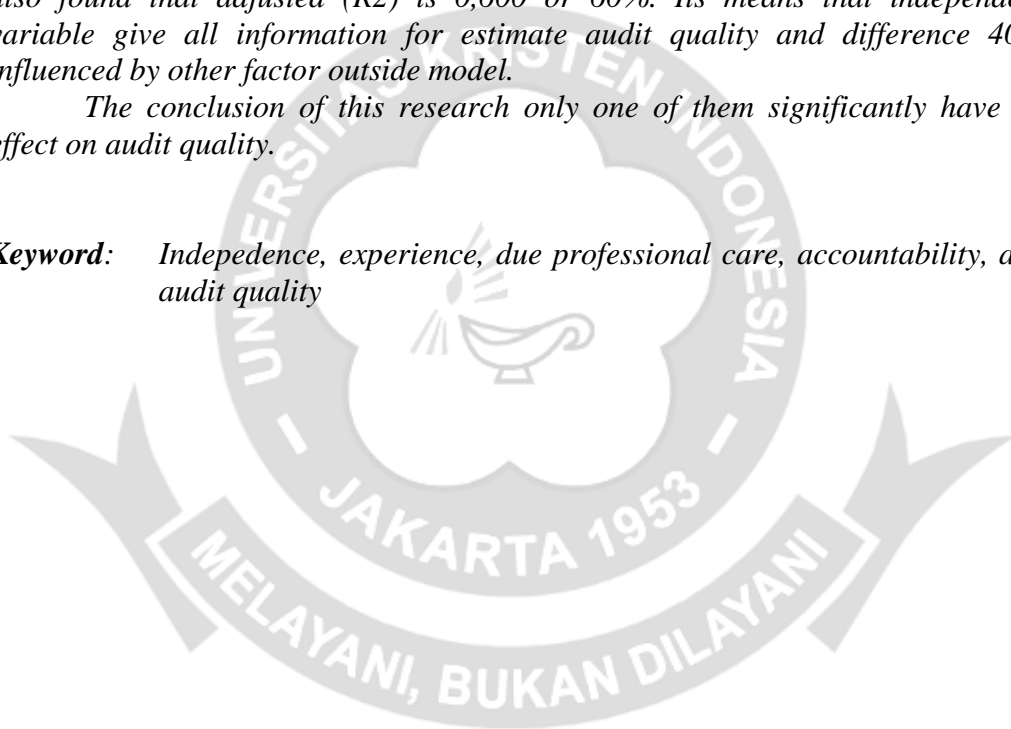 also found that adjusted (R2) is 0,600 or 60%. Its means that independe
variable give all information for estimate audit quality and difference 40
nfluenced by other factor outside model.
The conclusion of this research only one of them significantly have
effect on audit quality.
Keyword: Indepedence, experience, due professional care, accountability, a
audit quality
UNIVERSITAS KRISTEN INDONESIA
JAKARTA 1953
MELAYANI, BUKAN DILAYANI